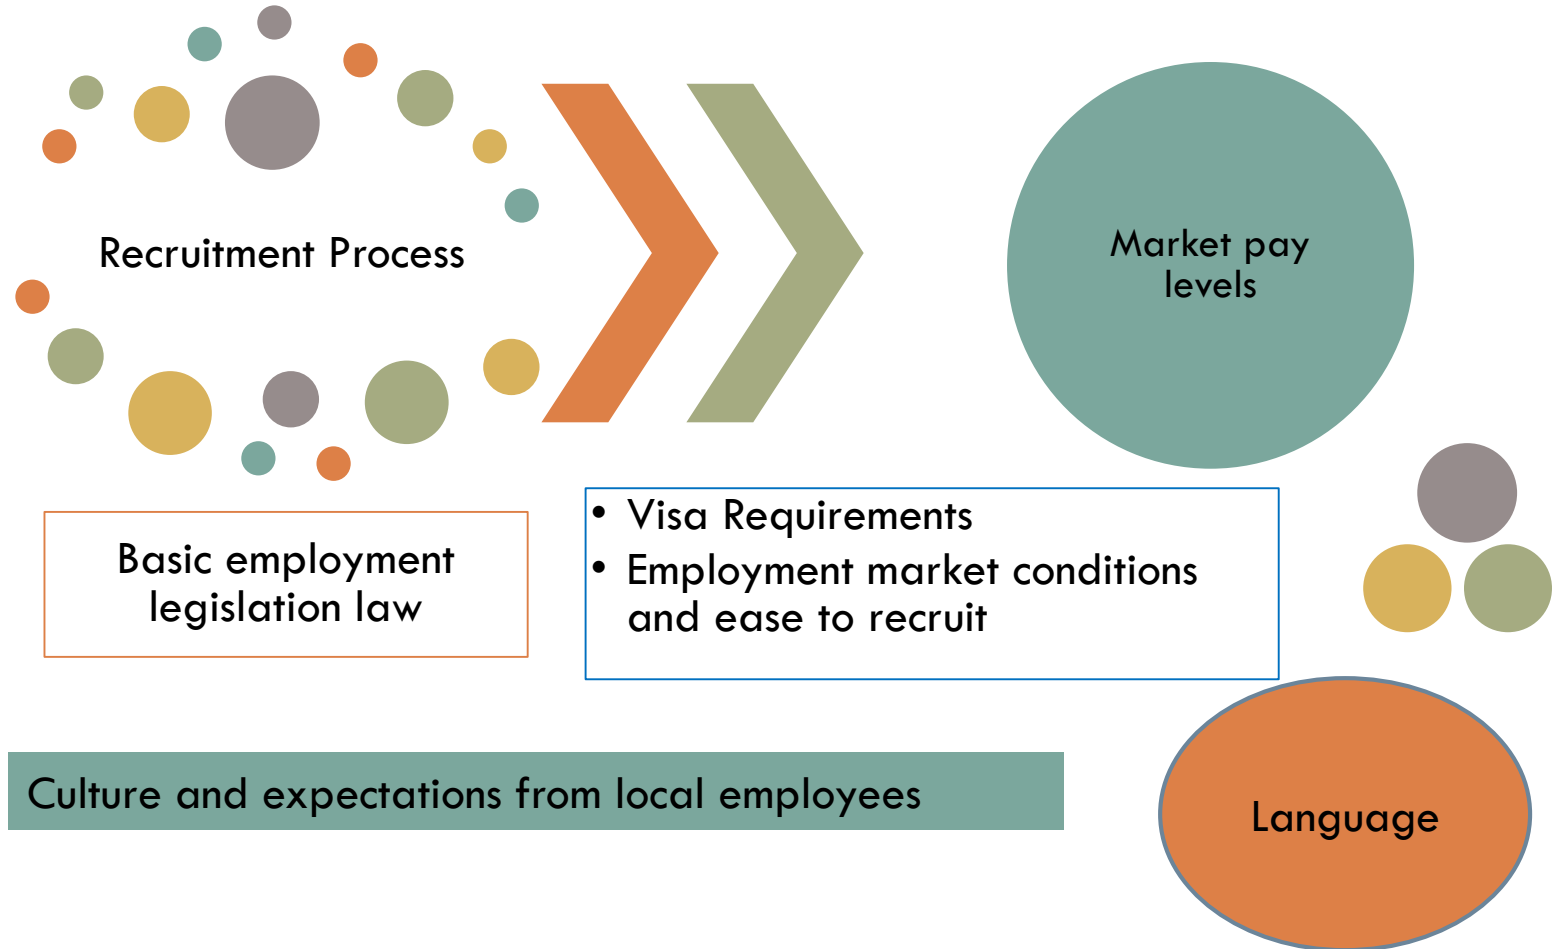 Recruitment Process
Market pay
levels
Basic employment
legislation law
• Visa Requirements
• Employment market conditions
and ease to recruit
Culture and expectations from local employees
Language